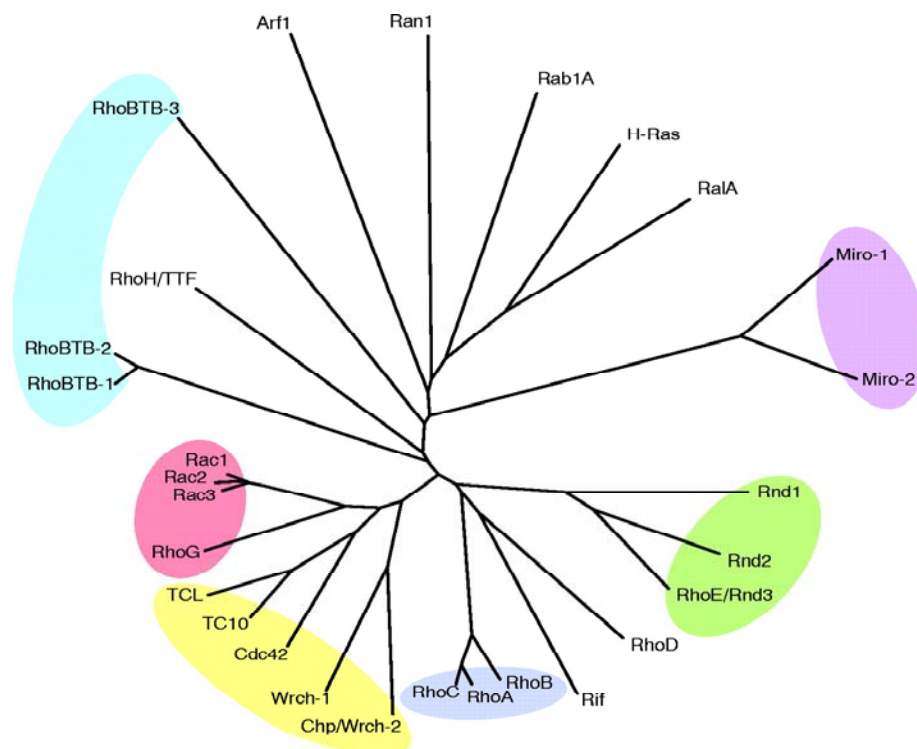 Arf1
Ran1
Rab1A
RhoBTB-3
H-Ras
RalA
Miro-1
RhoH/TTF
RhoBTB-2
Miro-2
RhoBTB-1
Rac1
Rac2
Rac3
Rnd1
RhoG
Rnd2
TCL
RhoE/Rnd3
TC10
RhoD
Cdc42
RhoB
RhoC
RhoA
Wrch-1
Rif
Chp/Wrch-2